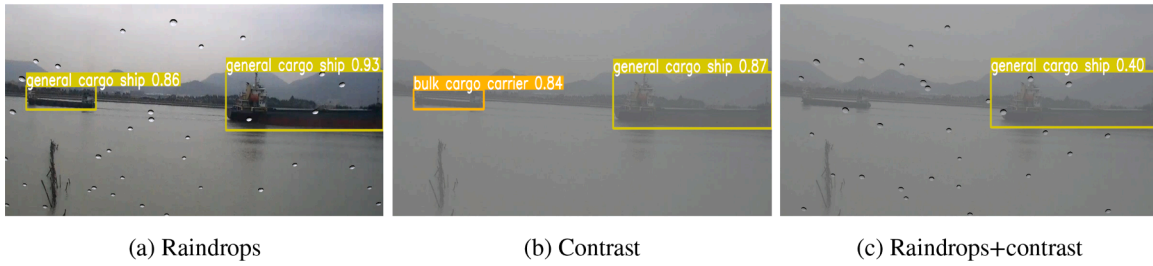 general cargo ship 0.86
general cargo ship 0.93
bulk cargo carrier 0.84
general cargo ship 0.87
general cargo ship 0.40
(a) Raindrops
(b) Contrast
(c) Raindrops+contrast